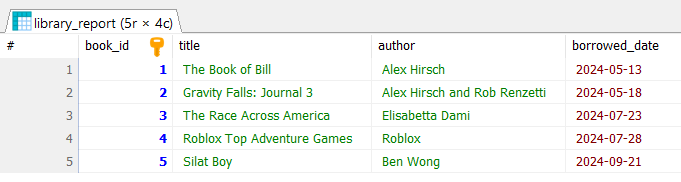 library_report (5r × 4c)
# book_id title author borrowed_date
1 1 The Book of Bill Alex Hirsch 2024-05-13
2 2 Gravity Falls: Journal 3 Alex Hirsch and Rob Renzetti 2024-05-18
3 3 The Race Across America Elisabetta Dami 2024-07-23
4 4 Roblox Top Adventure Games Roblox 2024-07-28
5 5 Silat Boy Ben Wong 2024-09-21